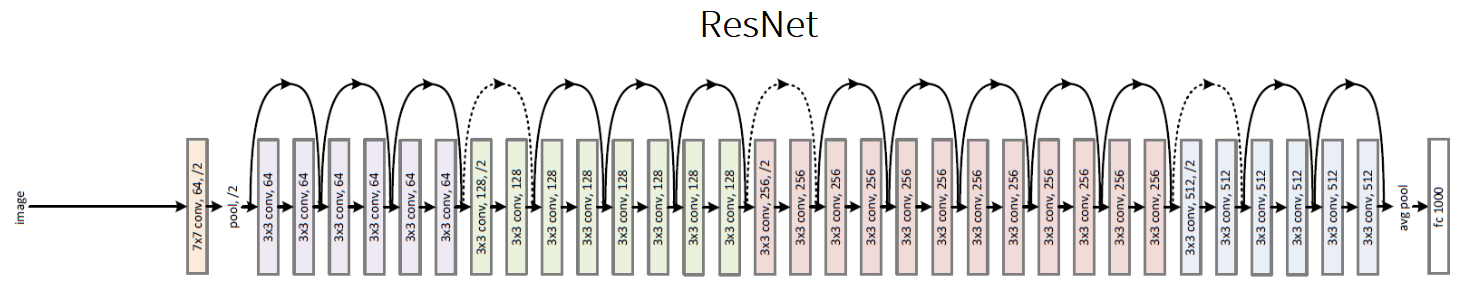 ResNet
image
7x7 conv, 64, /2
pool, /2
3x3 conv, 64
3x3 conv, 64
3x3 conv, 64
3x3 conv, 64
3x3 conv, 64
3x3 conv, 64
3x3 conv, 128, /2
3x3 conv, 128
3x3 conv, 128
3x3 conv, 128
3x3 conv, 128
3x3 conv, 128
3x3 conv, 128
3x3 conv, 128
3x3 conv, 256, /2
3x3 conv, 256
3x3 conv, 256
3x3 conv, 256
3x3 conv, 256
3x3 conv, 256
3x3 conv, 256
3x3 conv, 256
3x3 conv, 256
3x3 conv, 256
3x3 conv, 256
3x3 conv, 256
3x3 conv, 512, /2
3x3 conv, 512
3x3 conv, 512
3x3 conv, 512
3x3 conv, 512
3x3 conv, 512
avg pool
fc 1000